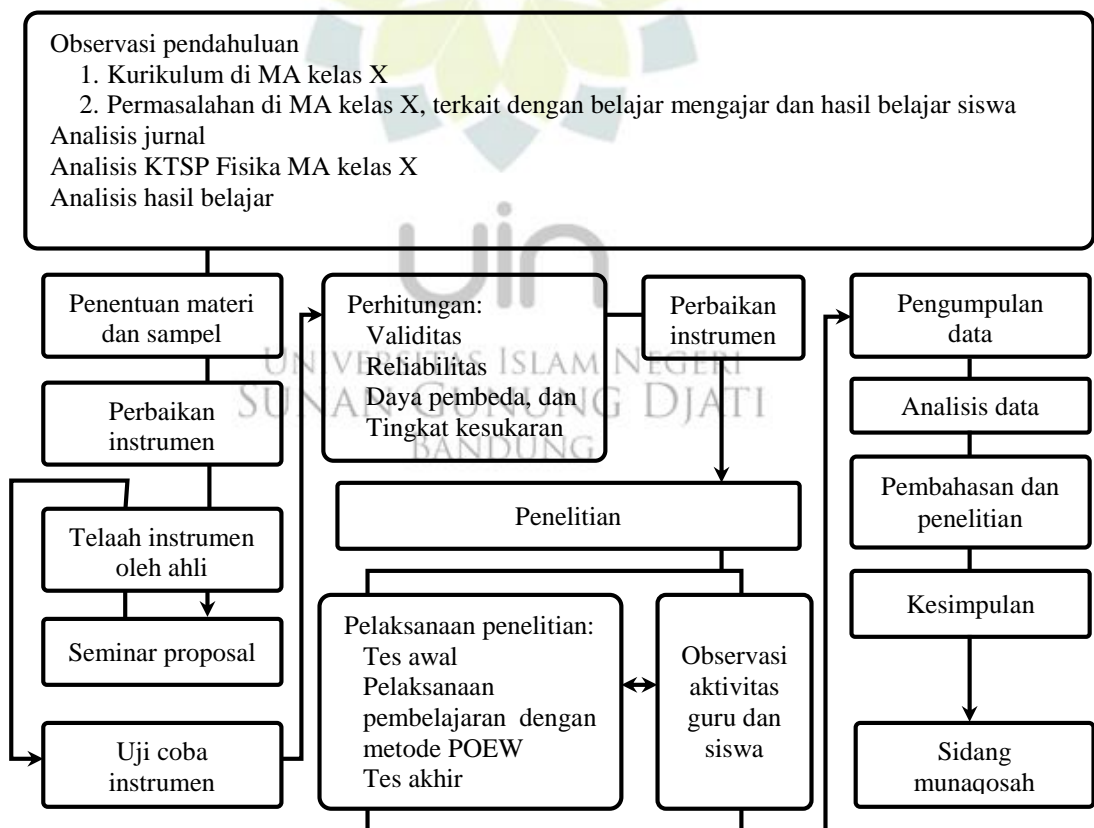 Observasi pendahuluan
1. Kurikulum di MA kelas X
2. Permasalahan di MA kelas X, terkait dengan belajar mengajar dan hasil belajar siswa
Analisis jurnal
Analisis KTSP Fisika MA kelas X
Analisis hasil belajar
uin
UNIVERSITAS ISLAM NEGERI
SUNAN GUNUNG DJATI
BANDUNG
Penentuan materi
dan sampel
Perbaikan
instrumen
Telaah instrumen
oleh ahli
Seminar proposal
Uji coba
instrumen
Perhitungan:
Validitas
Reliabilitas
Daya pembeda, dan
Tingkat kesukaran
Perbaikan
instrumen
Penelitian
Pelaksanaan penelitian:
Tes awal
Pelaksanaan
pembelajaran dengan
metode POEW
Tes akhir
Observasi
aktivitas
guru dan
siswa
Pengumpulan
data
Analisis data
Pembahasan dan
penelitian
Kesimpulan
Sidang
munaqosah